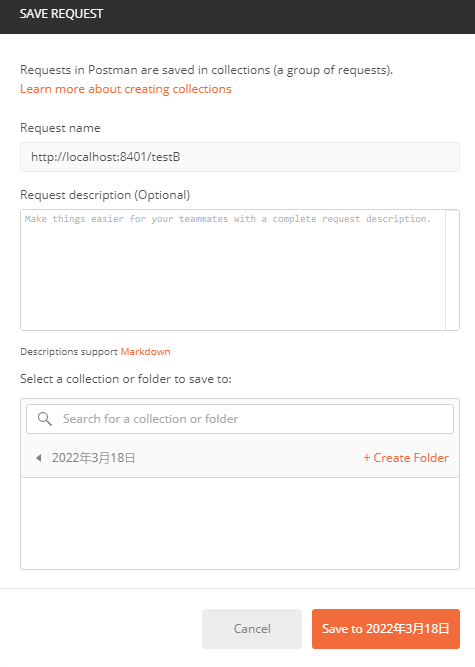 SAVE REQUEST
Requests in Postman are saved in collections (a group of requests).
Learn more about creating collections
Request name
http://localhost:8401/testB
Request description (Optional)
Make things easier for your teammates with a complete request description.
Descriptions support Markdown
Select a collection or folder to save to:
Search for a collection or folder
2022年3月18日 + Create Folder
Cancel Save to 2022年3月18日